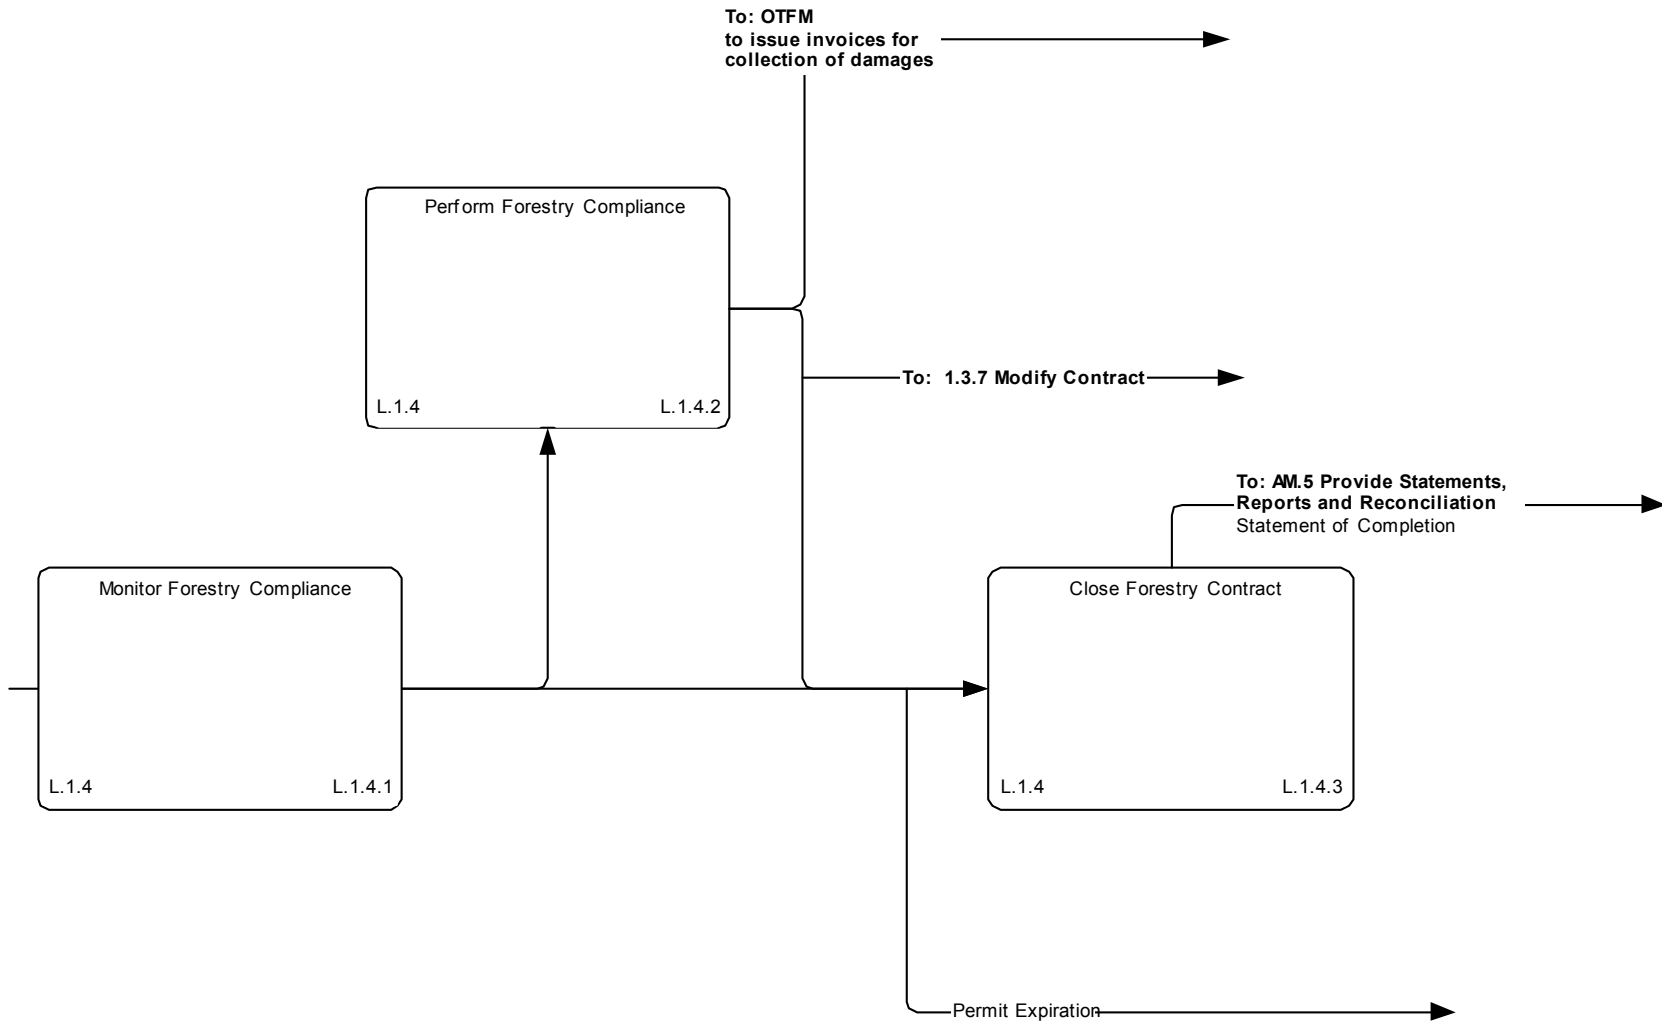 To: OTFM
to issue invoices for
collection of damages
Perform Forestry Compliance
L.1.4 L.1.4.2
To: 1.3.7 Modify Contract
To: AM.5 Provide Statements,
Reports and Reconciliation
Statement of Completion
Monitor Forestry Compliance
L.1.4 L.1.4.1
Close Forestry Contract
L.1.4 L.1.4.3
Permit Expiration